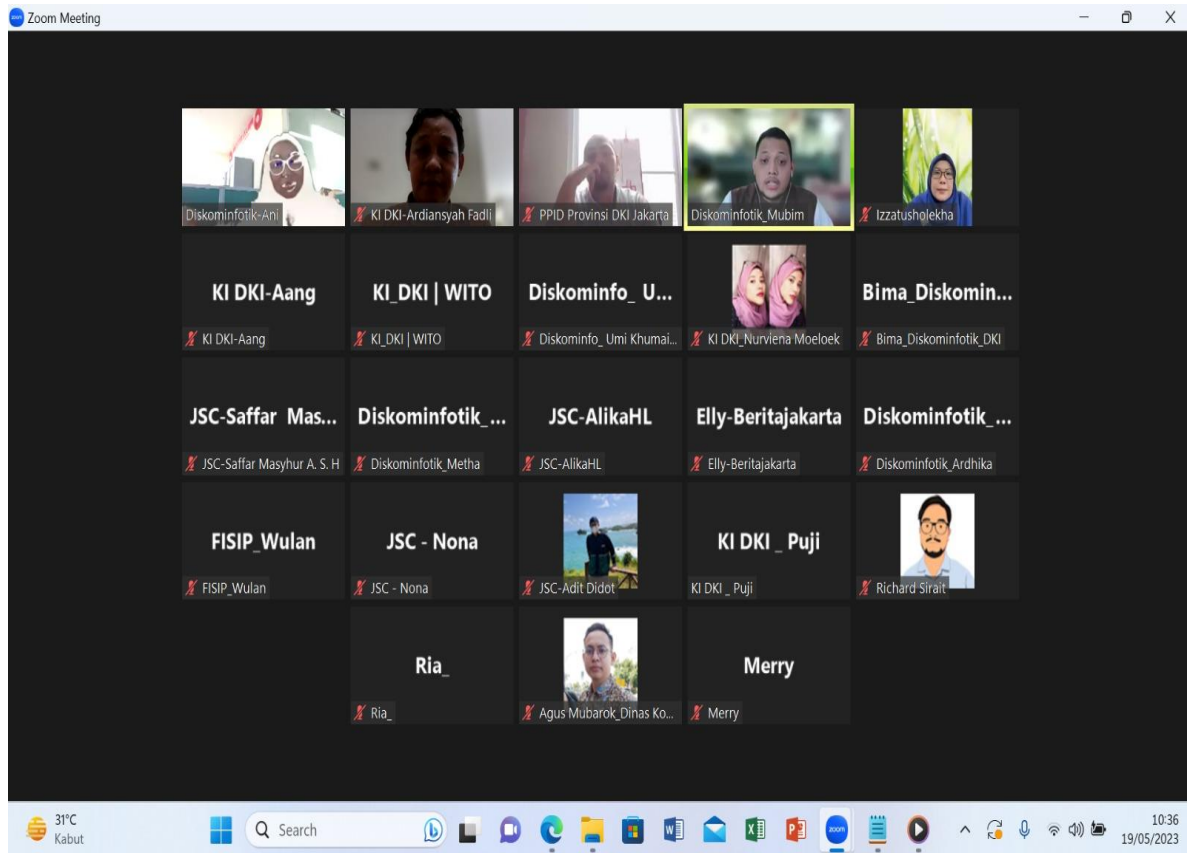 Zoom Meeting
Diskominfotik-Ani
KI DKI-Ardiansyah Fadli
PPID Provinsi DKI Jakarta
Diskominfotik_Mubim
Izzatusholekha
KI DKI-Aang
KI_DKI | WITO
Diskominfo_ U...
Bima_Diskomin...
KI DKI-Aang
KI_DKI | WITO
Diskominfo_ Umi Khumai...
KI DKI_Nurviena Moeloek
Bima_Diskominfotik_DKI
JSC-Saffar Mas...
Diskominfotik_...
JSC-AlikaHL
Elly-Beritajakarta
Diskominfotik_...
JSC-Saffar Masyhur A. S. H
Diskominfotik_Metha
JSC-AlikaHL
Elly-Beritajakarta
Diskominfotik_Ardhika
FISIP_Wulan
JSC - Nona
KI DKI _ Puji
FISIP_Wulan
JSC - Nona
JSC-Adit Didot
KI DKI _ Puji
Richard Sirait
Ria_
Merry
Ria_
Agus Mubarok_Dinas Ko...
Merry
31°C
Kabut
Search
zoom
10:36
19/05/2023